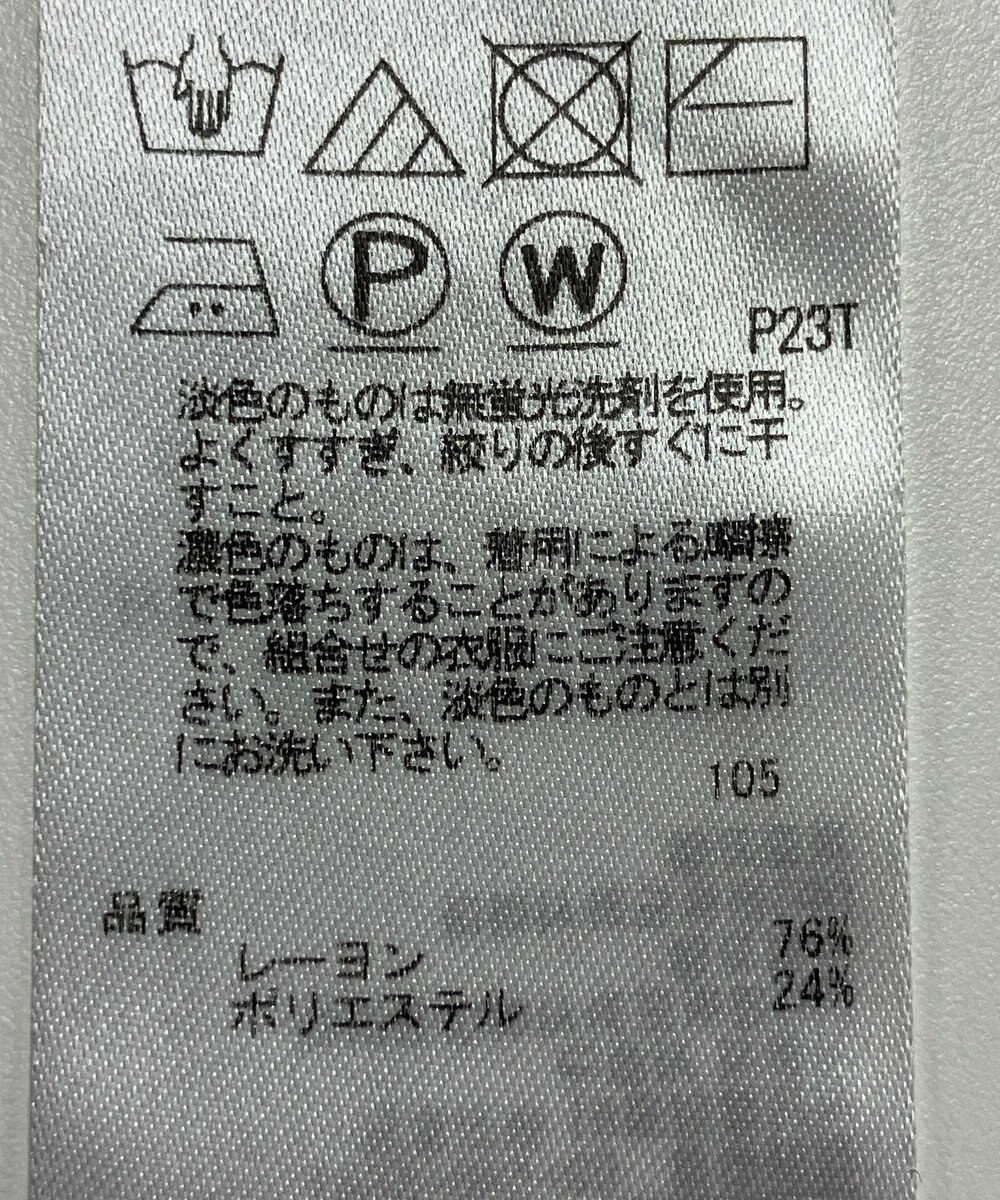 P
W
P23T
淡色のものは無蛍光洗剤を使用。
よくすすぎ、絞りの後すぐに干
すこと。
濃色のものは、着用による摩擦
で色落ちすることがありますの
で、組合せの衣服にご注意くだ
さい。また、淡色のものとは別
にお洗い下さい。
105
品質
レーヨン 76%
ポリエステル 24%